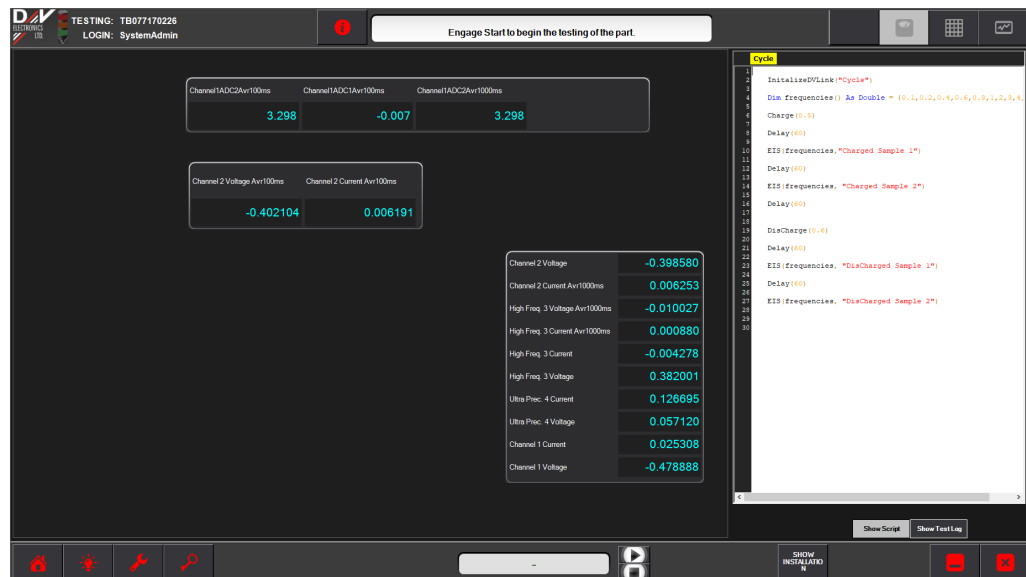 D&V
ELECTRONICS
LTD.
TESTING: TB077170226
LOGIN: SystemAdmin
i
Engage Start to begin the testing of the part.
Channel1ADC2Avr100ms Channel1ADC1Avr100ms Channel1ADC2Avr1000ms
3.298 -0.007 3.298
Channel 2 Voltage Avr100ms Channel 2 Current Avr100ms
-0.402104 0.006191
Channel 2 Voltage -0.398580
Channel 2 Current Avr1000ms 0.006253
High Freq. 3 Voltage Avr1000ms -0.010027
High Freq. 3 Current Avr1000ms 0.000880
High Freq. 3 Current -0.004278
High Freq. 3 Voltage 0.382001
Ultra Prec. 4 Current 0.126695
Ultra Prec. 4 Voltage 0.057120
Channel 1 Current 0.025308
Channel 1 Voltage -0.478888
Cycle
1
2 InitalizeDVLink("Cycle")
3
4 Dim frequencies() As Double = {0.1,0.2,0.4,0.6,0.8,1,2,3,4,
5
6 Charge(0.5)
7
8 Delay(60)
9
10 EIS(frequencies,"Charged Sample 1")
11
12 Delay(60)
13
14 EIS(frequencies, "Charged Sample 2")
15
16 Delay(60)
17
18
19 DisCharge(0.6)
20
21 Delay(60)
22
23 EIS(frequencies, "DisCharged Sample 1")
24
25 Delay(60)
26
27 EIS(frequencies, "DisCharged Sample 2")
28
29
30
Show Script Show Test Log
-
SHOW
INSTALLATIO
N